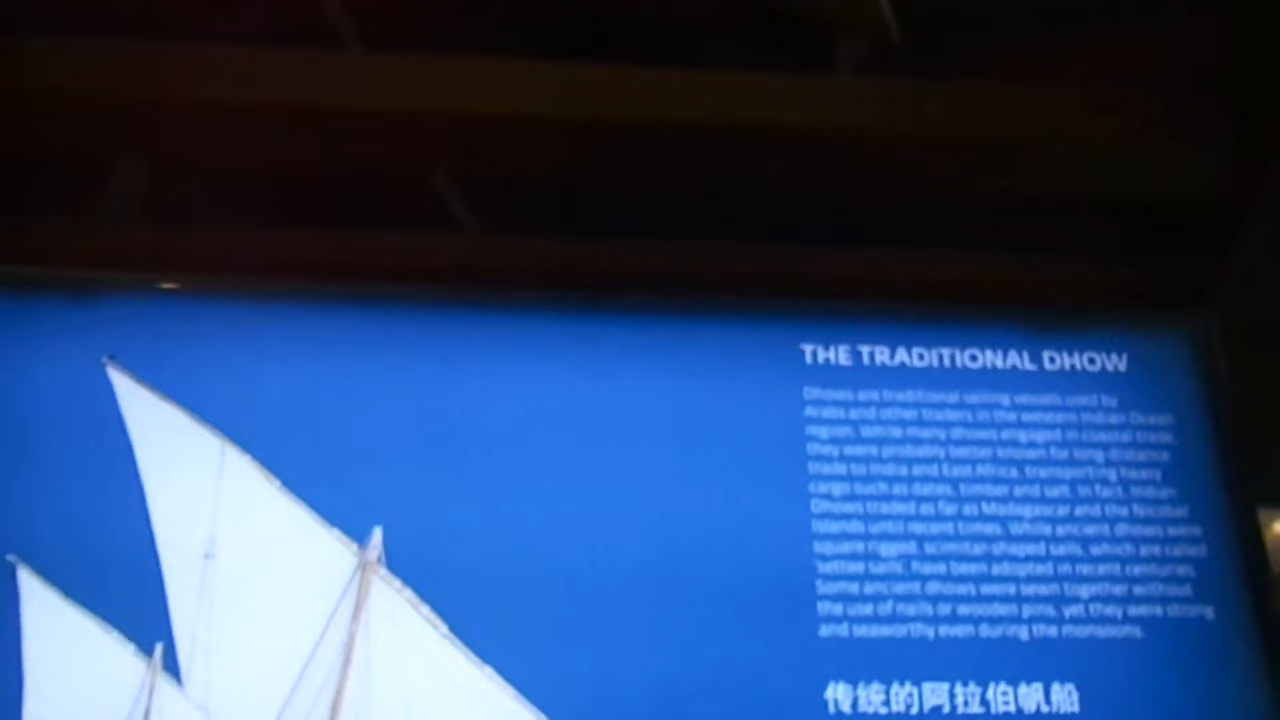 THE TRADITIONAL DHOW
Dhows are traditional sailing vessels used by
Arabs and other traders in the western Indian Ocean
region. While many dhows engaged in coastal trade,
they were probably better known for long-distance
trade to India and East Africa, transporting heavy
cargo such as dates, timber and salt. In fact, Indian
Dhows traded as far as Madagascar and the Nicobar
Islands until recent times. While ancient dhows were
square rigged, scimitar-shaped sails, which are called
'settee sails', have been adopted in recent centuries.
Some ancient dhows were sewn together without
the use of nails or wooden pins, yet they were strong
and seaworthy even during the monsoons.
传统的阿拉伯帆船